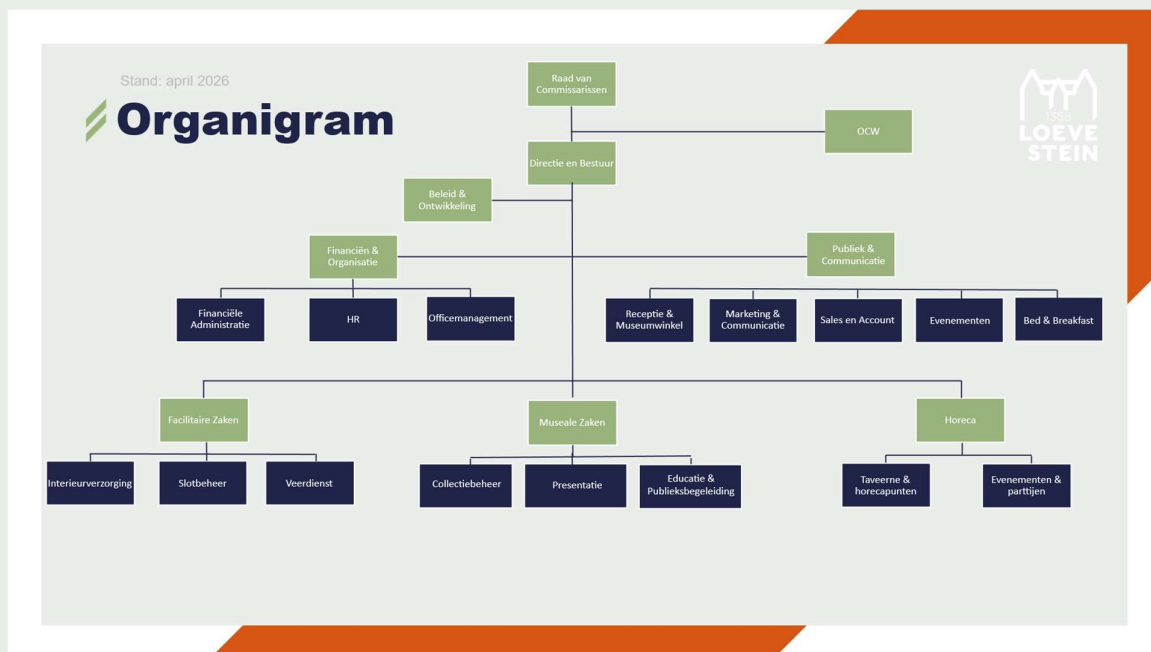 Stand: april 2026
Organigram
Raad van
Commissarissen
1358
LOEVE
STEIN
OCW
Directie en Bestuur
Beleid &
Ontwikkeling
Financiën &
Organisatie
Publiek &
Communicatie
Financiële
Administratie
HR
Officemanagement
Receptie &
Museumwinkel
Marketing &
Communicatie
Sales en Account
Evenementen
Bed & Breakfast
Facilitaire Zaken
Museale Zaken
Horeca
Interieurverzorging
Slotbeheer
Veerdienst
Collectiebeheer
Presentatie
Educatie &
Publieksbegeleiding
Taveerne &
horecapunten
Evenementen &
parttijen